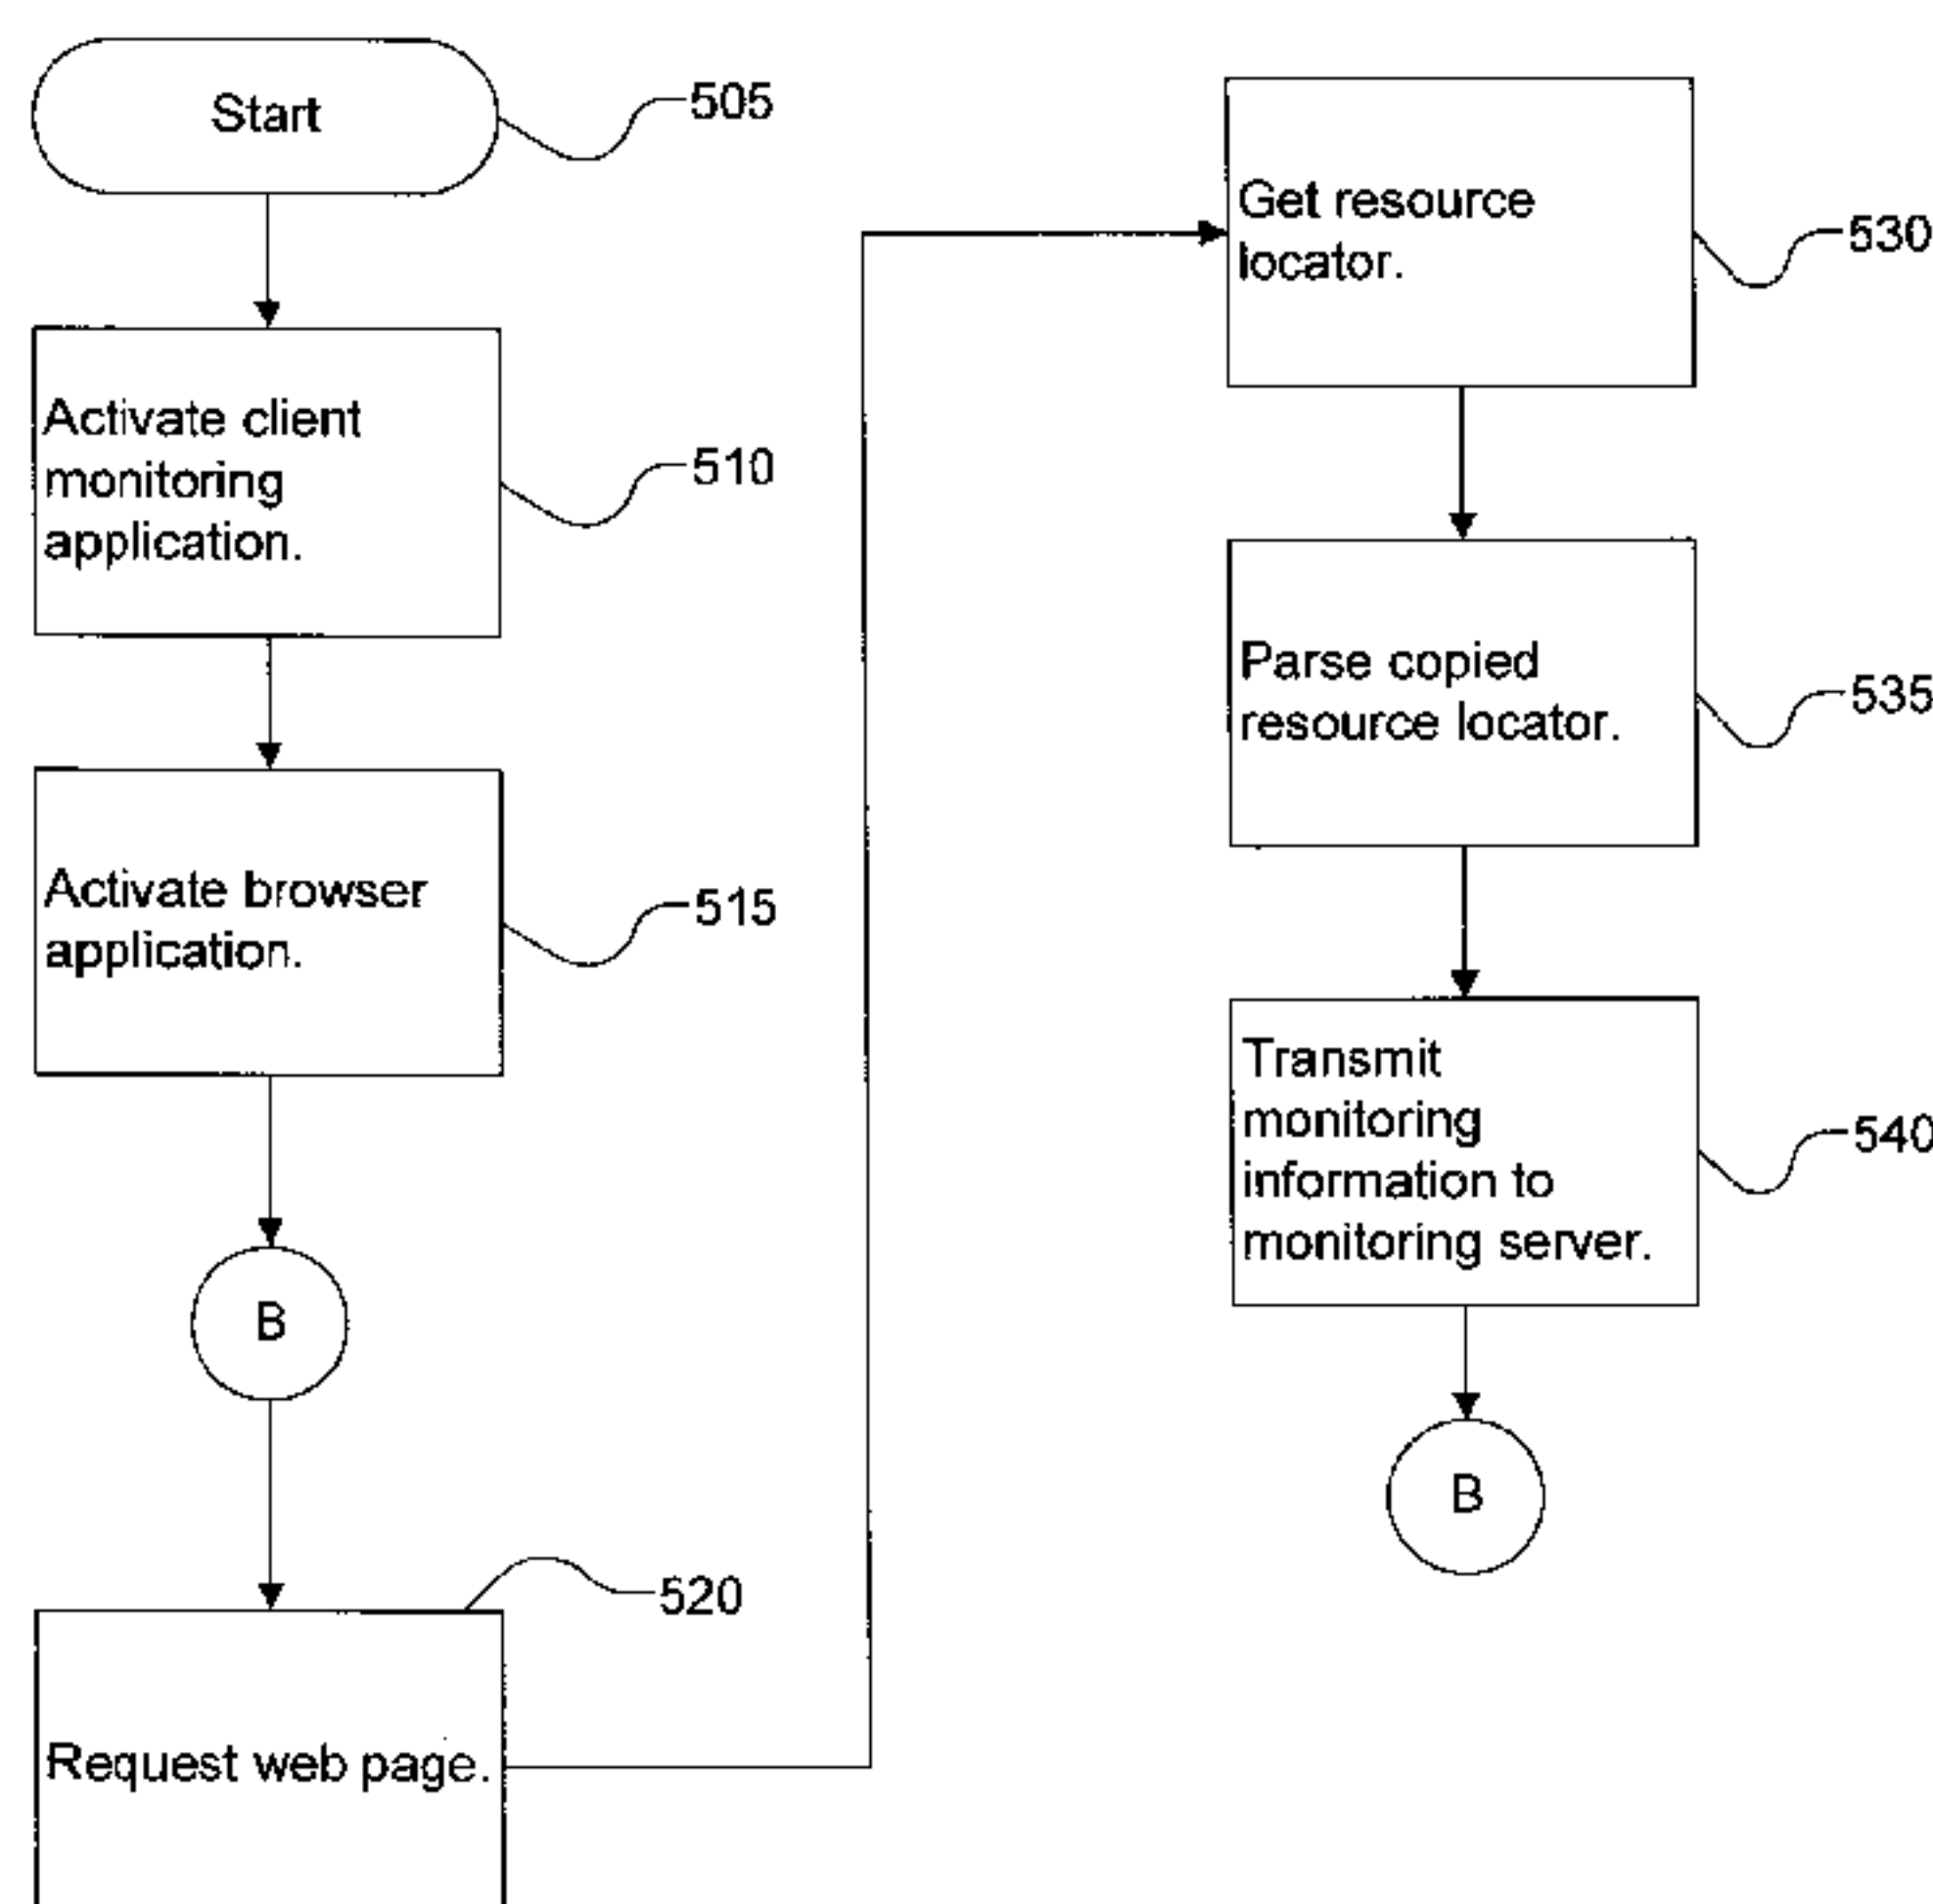 Start
505
Activate client
monitoring
application.
510
Activate browser
application.
515
B
520
Request web page.
Get resource
locator.
530
Parse copied
resource locator.
535
Transmit
monitoring
information to
monitoring server.
540
B